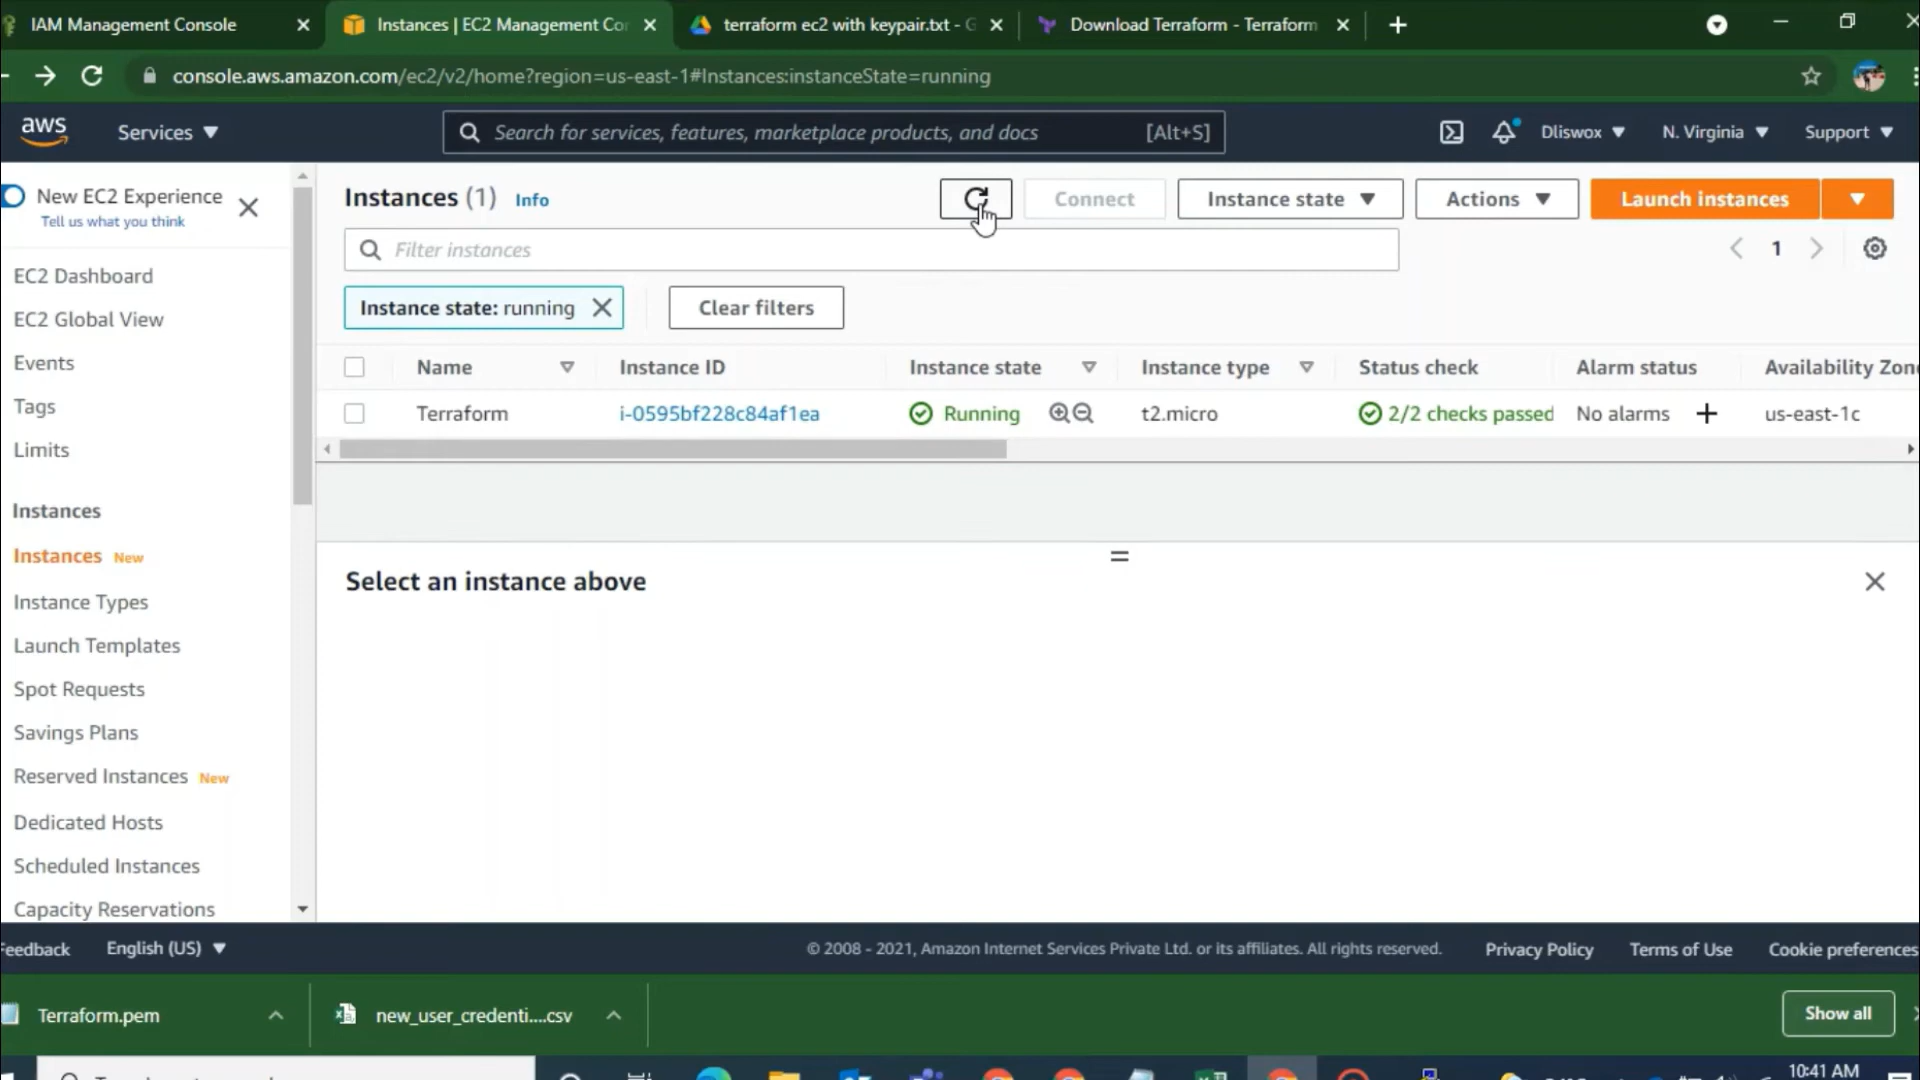 IAM Management Console
Instances | EC2 Management Co
terraform ec2 with keypair.txt - G
Download Terraform - Terraform
console.aws.amazon.com/ec2/v2/home?region=us-east-1#Instances:instanceState=running
aws
Services
Search for services, features, marketplace products, and docs [Alt+S]
Dliswox
N. Virginia
Support
New EC2 Experience
Tell us what you think
EC2 Dashboard
EC2 Global View
Events
Tags
Limits
Instances
Instances New
Instance Types
Launch Templates
Spot Requests
Savings Plans
Reserved Instances New
Dedicated Hosts
Scheduled Instances
Capacity Reservations
Instances (1) Info
Connect
Instance state
Actions
Launch instances
Filter instances
1
Instance state: running
Clear filters
Name Instance ID Instance state Instance type Status check Alarm status Availability Zone
Terraform i-0595bf228c84af1ea Running t2.micro 2/2 checks passed No alarms us-east-1c
Select an instance above
Feedback English (US)
© 2008 - 2021, Amazon Internet Services Private Ltd. or its affiliates. All rights reserved. Privacy Policy Terms of Use Cookie preferences
Terraform.pem
new_user_credenti....csv
Show all
10:41 AM